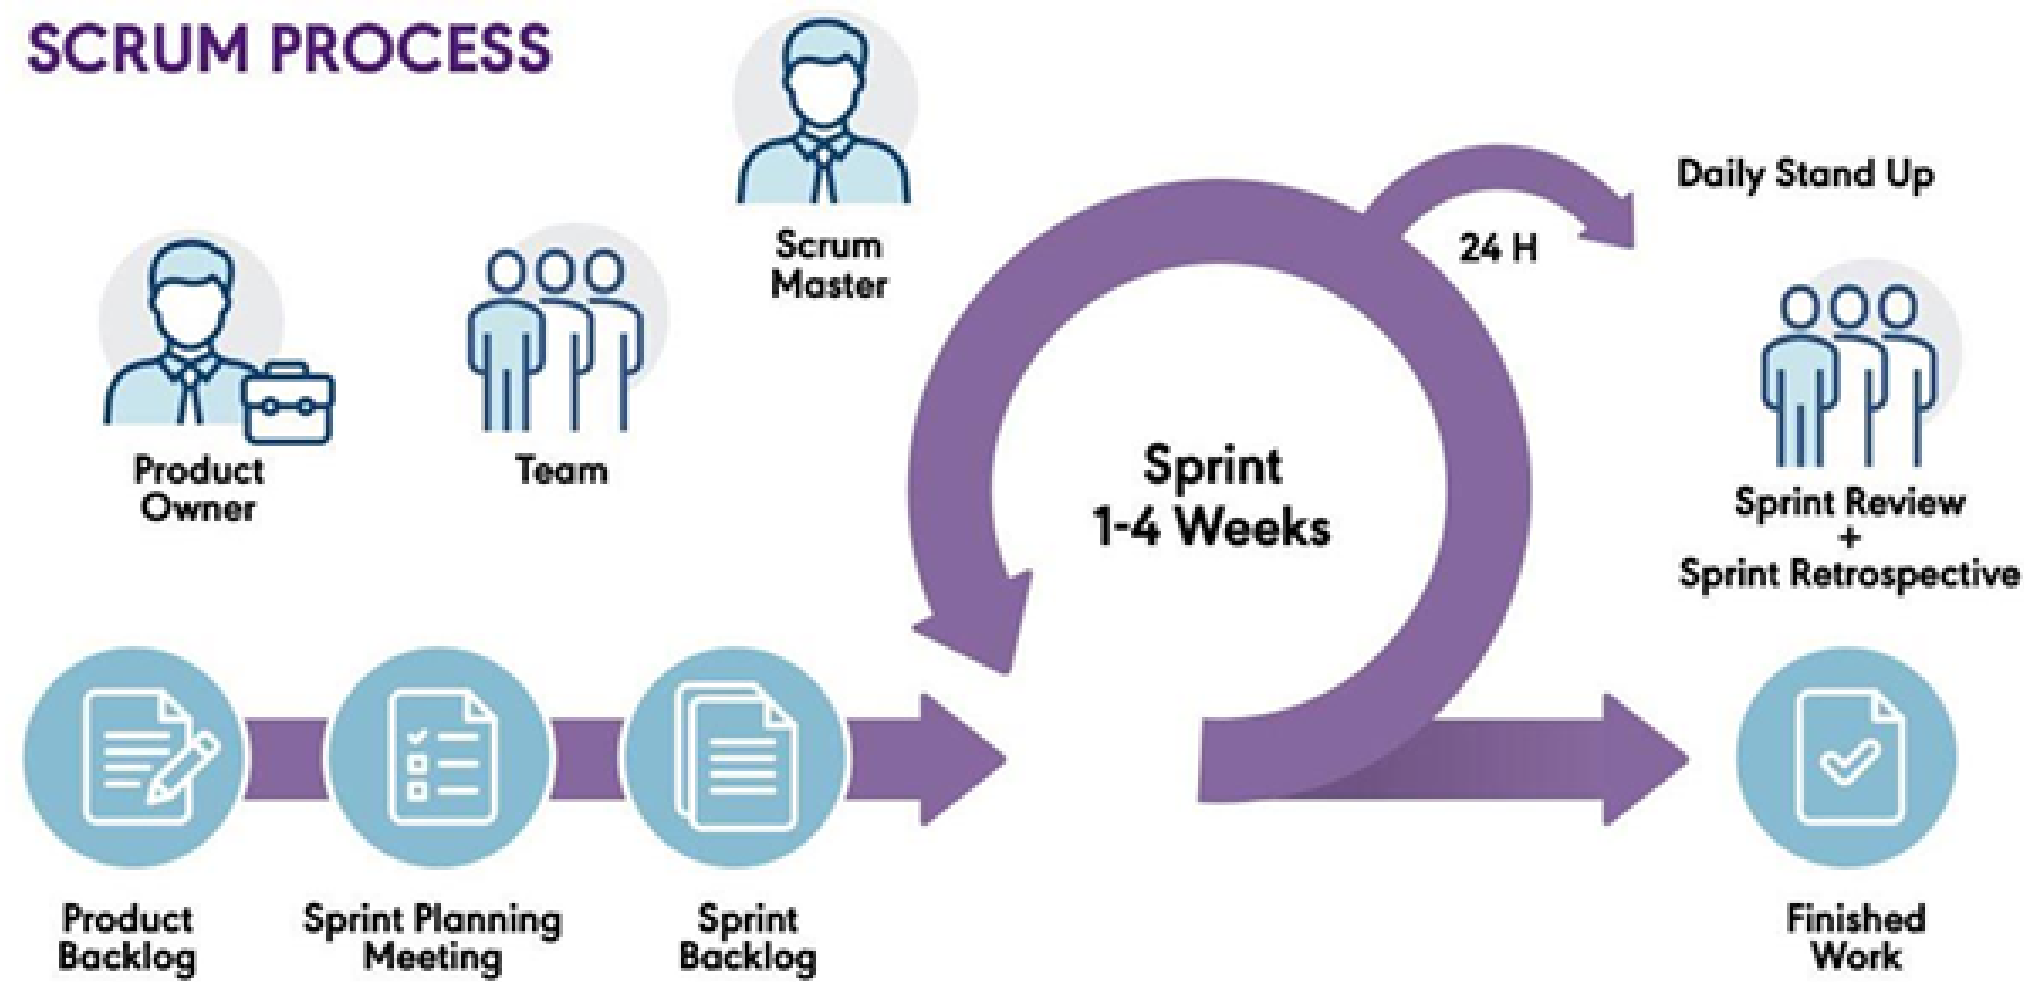 SCRUM PROCESS
Scrum
Master
Product
Owner
Team
Daily Stand Up
24 H
Sprint
1-4 Weeks
Sprint Review
+
Sprint Retrospective
Product
Backlog
Sprint Planning
Meeting
Sprint
Backlog
Finished
Work